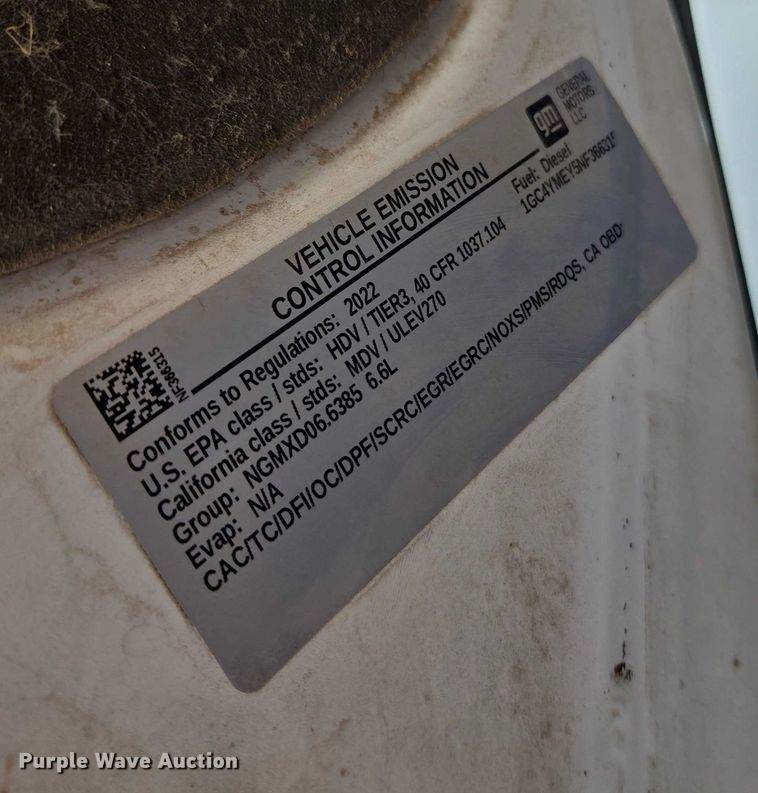 gm
GENERAL
MOTORS
LLC
VEHICLE EMISSION
CONTROL INFORMATION
Fuel: Diesel
1GC4YMEY5NF366315
NF366315
Conforms to Regulations: 2022
U.S. EPA class / stds: HDV / TIER3, 40 CFR 1037.104
California class / stds: MDV / ULEV270
Group: NGMXD06.6385 6.6L
Evap: N/A
CAC/TC/DFI/OC/DPF/SCRC/EGR/EGRC/NOXS/PMS/RDQS, CA OBD
Purple Wave Auction